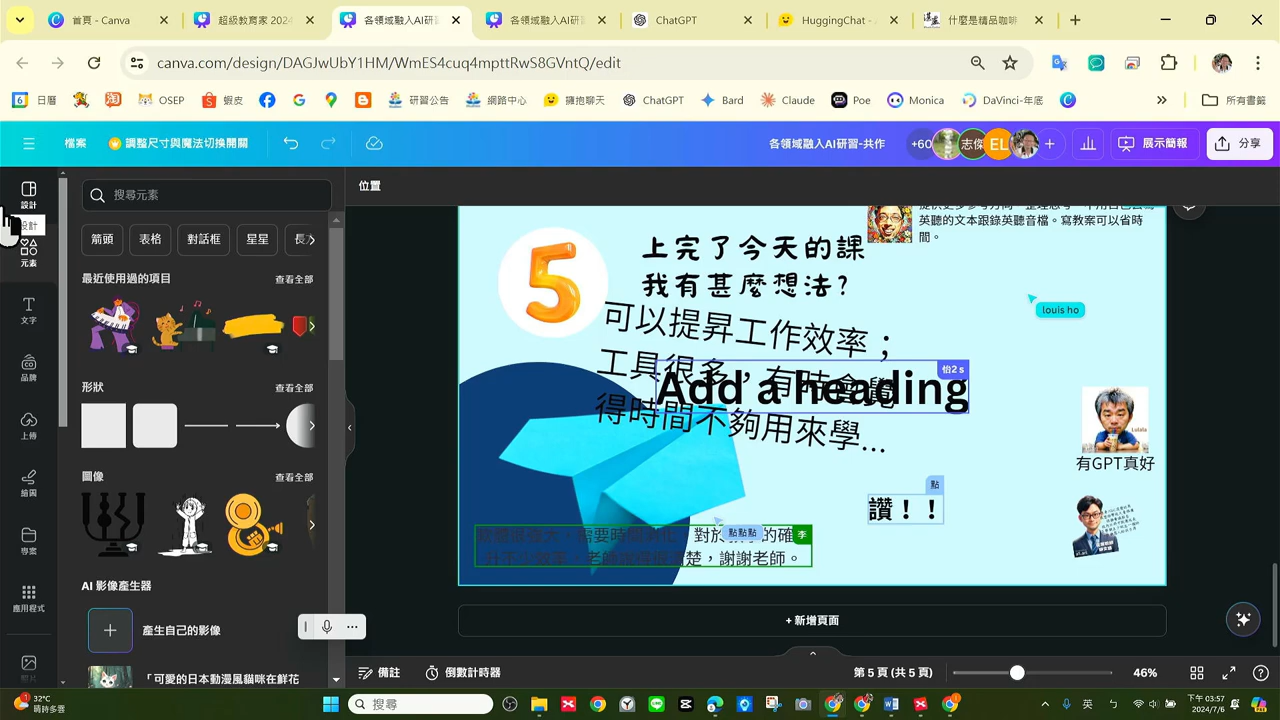 首頁 - Canva
超級教育家 2024
各領域融入AI研
各領域融入AI研
ChatGPT
HuggingChat -
什麼是精品咖啡
canva.com/design/DAGJwUbY1HM/WmES4cuq4mpttRwS8GVntQ/edit
日曆
OSEP
蝦皮
研習公告
網路中心
擁抱聊天
ChatGPT
Bard
Claude
Poe
Monica
DaVinci-年底
所有書籤
檔案
調整尺寸與魔法切換開關
各領域融入AI研習-共作
+60
志傑
EL
展示簡報
分享
設計
設計
元素
文字
品牌
上傳
繪圖
專案
應用程式
搜尋元素
箭頭
表格
對話框
星星
最近使用過的項目
查看全部
形狀
查看全部
圖像
查看全部
AI 影像產生器
產生自己的影像
「可愛的日本動漫風貓咪在鮮花
位置
英聽的文本跟錄英聽音檔。寫教案可以省時
間。
5
上完了今天的課
我有甚麼想法?
louis ho
可以提昇工作效率；
工具很多，有時會覺
得時間不夠用來學...
Add a heading
怡2 s
有GPT真好
點
讚！！
點點點
李
+ 新增頁面
備註
倒數計時器
第 5 頁 (共 5 頁)
46%
32°C
晴時多雲
搜尋
英
下午 03:57
2024/7/6